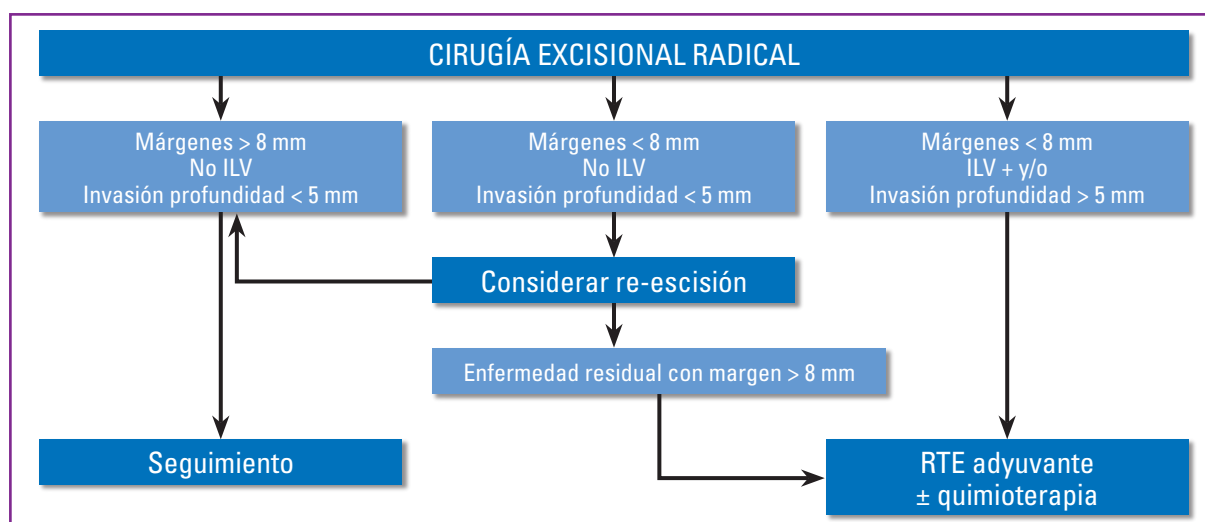 CIRUGÍA EXCISIONAL RADICAL
Márgenes > 8 mm
No ILV
Invasión profundidad < 5 mm
Márgenes < 8 mm
No ILV
Invasión profundidad < 5 mm
Márgenes < 8 mm
ILV + y/o
Invasión profundidad > 5 mm
Considerar re-escisión
Enfermedad residual con margen > 8 mm
Seguimiento
RTE adyuvante
± quimioterapia